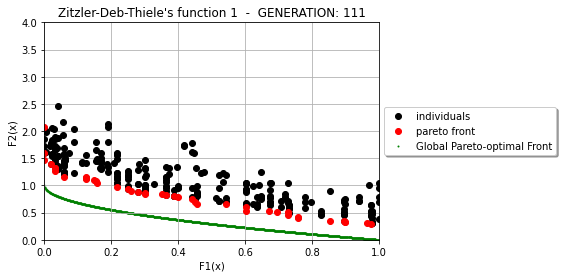 Zitzler-Deb-Thiele's function 1 - GENERATION: 111
4.0
3.5
3.0
2.5
2.0
1.5
1.0
0.5
0.0
F2(x)
0.0 0.2 0.4 0.6 0.8 1.0
F1(x)
individuals
pareto front
Global Pareto-optimal Front